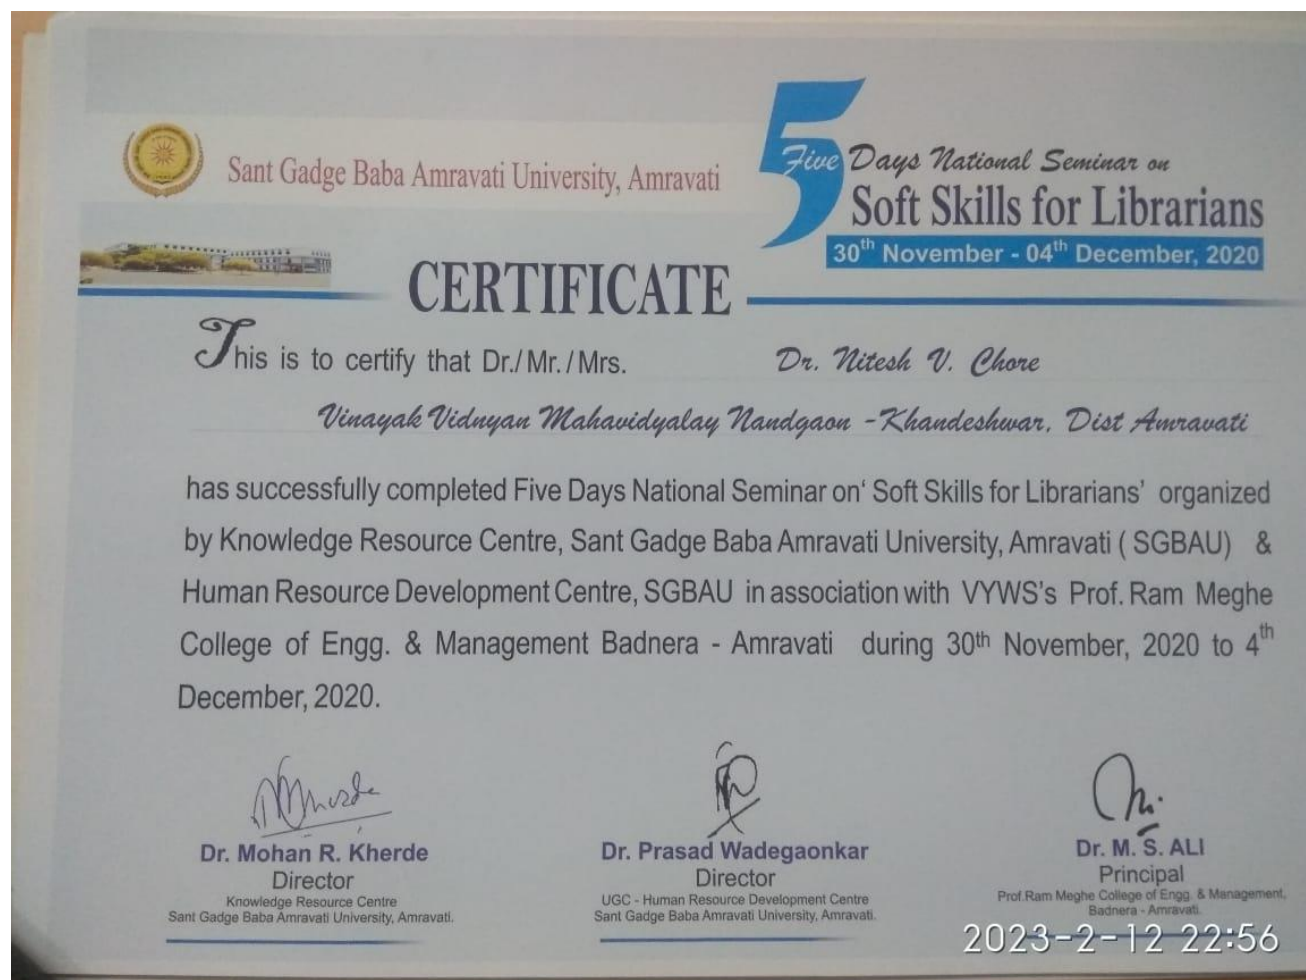 Sant Gadge Baba Amravati University, Amravati
5
Five Days National Seminar on
Soft Skills for Librarians
30th November - 04th December, 2020
CERTIFICATE
This is to certify that Dr./Mr./Mrs. Dr. Nitesh V. Chore
Vinayak Vidnyan Mahavidyalay Nandgaon -Khandeshwar, Dist Amravati
has successfully completed Five Days National Seminar on‘ Soft Skills for Librarians’ organized
by Knowledge Resource Centre, Sant Gadge Baba Amravati University, Amravati ( SGBAU) &
Human Resource Development Centre, SGBAU in association with VYWS's Prof. Ram Meghe
College of Engg. & Management Badnera - Amravati during 30th November, 2020 to 4th
December, 2020.
Dr. Mohan R. Kherde
Director
Knowledge Resource Centre
Sant Gadge Baba Amravati University, Amravati.
Dr. Prasad Wadegaonkar
Director
UGC - Human Resource Development Centre
Sant Gadge Baba Amravati University, Amravati.
Dr. M. S. ALI
Principal
Prof.Ram Meghe College of Engg. & Management,
Badnera - Amravati.
2023-2-12 22:56